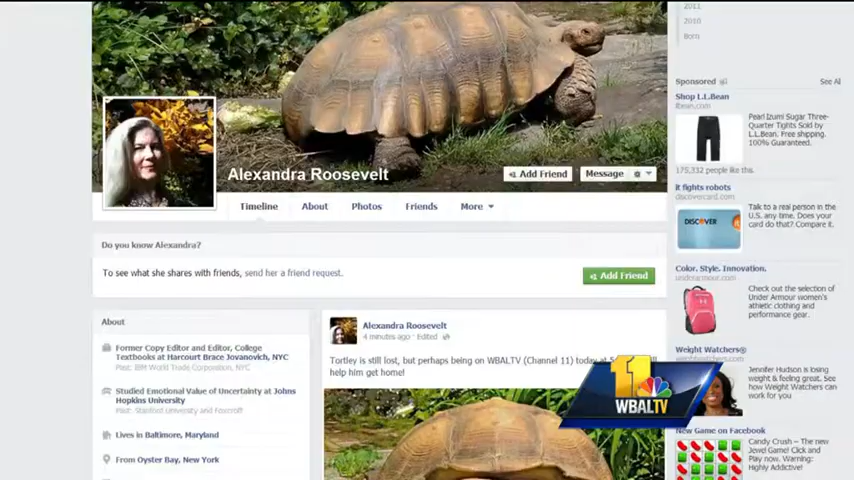 2011
2010
Born
Alexandra Roosevelt
Add Friend
Message
Timeline
About
Photos
Friends
More
Do you know Alexandra?
To see what she shares with friends, send her a friend request.
Add Friend
About
Former Copy Editor and Editor, College
Textbooks at Harcourt Brace Jovanovich, NYC
Past: IBM World Trade Corporation, NYC
Studied Emotional Value of Uncertainty at Johns
Hopkins University
Past: Stanford University and Foxcroft
Lives in Baltimore, Maryland
From Oyster Bay, New York
Alexandra Roosevelt
4 minutes ago · Edited
Tortley is still lost, but perhaps being on WBALTV (Channel 11) today at
help him get home!
11
WBALTV
Sponsored
See All
Shop L.L.Bean
llbean.com
Pearl Izumi Sugar Three-
Quarter Tights Sold by
L.L.Bean. Free shipping.
100% Guaranteed.
175,332 people like this.
it fights robots
discovercard.com
DISCOVER
Talk to a real person in the
U.S. any time. Does your
card do that? Compare it.
Color. Style. Innovation.
underarmour.com
Check out the selection of
Under Armour women's
athletic clothing and
performance gear.
Weight Watchers®
weightwatchers.com
Jennifer Hudson is losing
weight & feeling great. See
how Weight Watchers can
work for you!
New Game on Facebook
Candy Crush – The new
Jewel Game! Click and
Play now. Warning:
Highly Addictive!